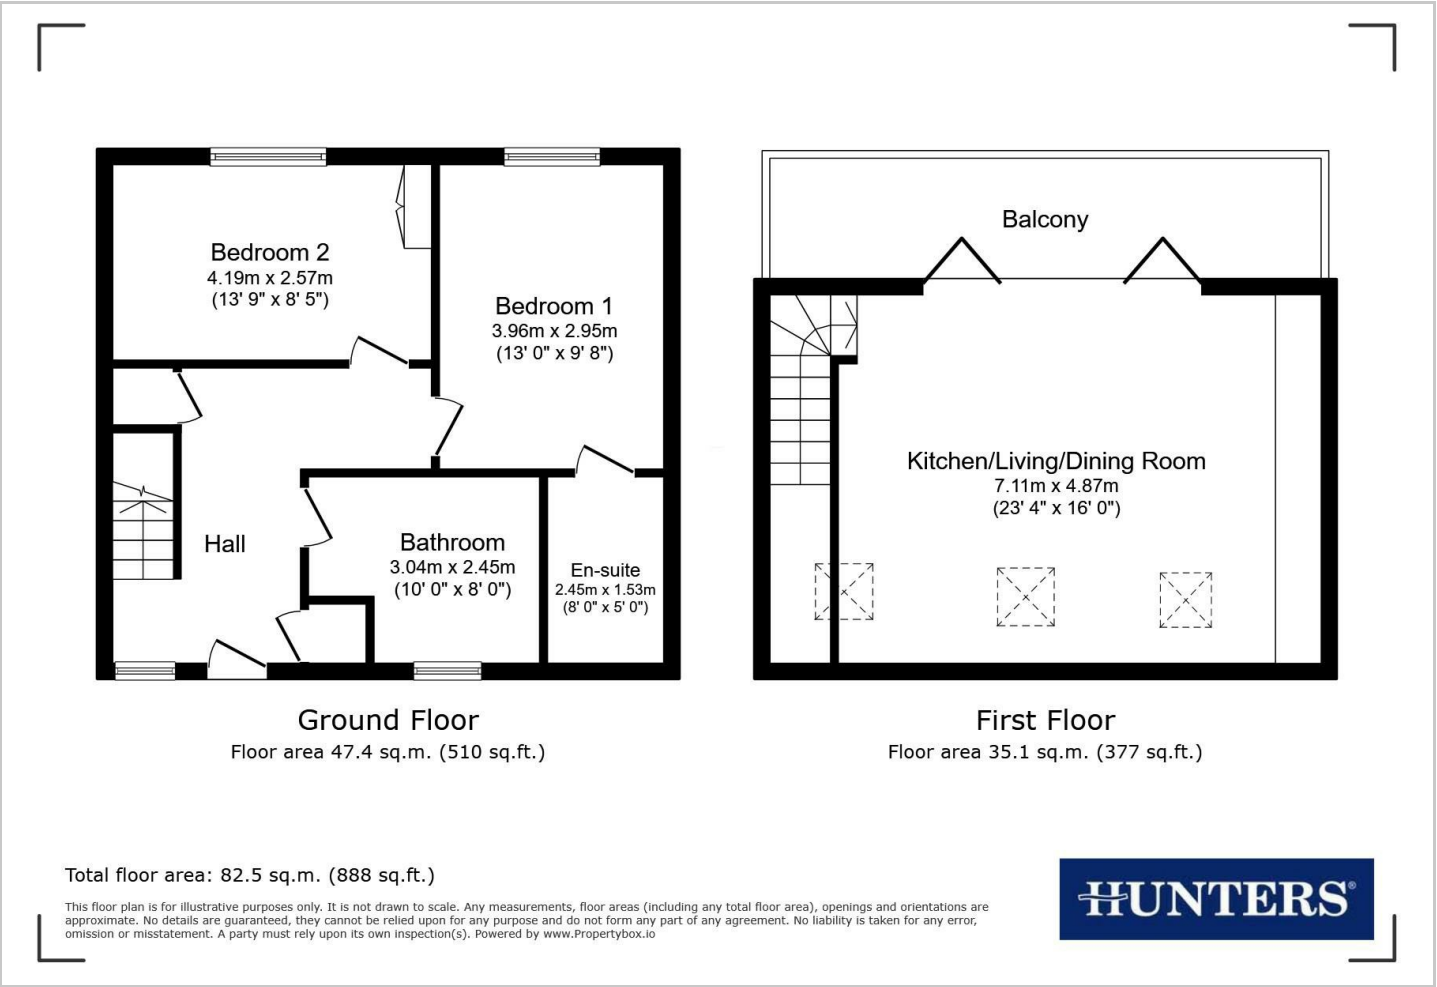 Balcony
Bedroom 2
4.19m x 2.57m
(13' 9" x 8' 5")
Bedroom 1
3.96m x 2.95m
(13' 0" x 9' 8")
Kitchen/Living/Dining Room
7.11m x 4.87m
(23' 4" x 16' 0")
Hall
Bathroom
3.04m x 2.45m
(10' 0" x 8' 0")
En-suite
2.45m x 1.53m
(8' 0" x 5' 0")
Ground Floor
Floor area 47.4 sq.m. (510 sq.ft.)
First Floor
Floor area 35.1 sq.m. (377 sq.ft.)
Total floor area: 82.5 sq.m. (888 sq.ft.)
This floor plan is for illustrative purposes only. It is not drawn to scale. Any measurements, floor areas (including any total floor area), openings and orientations are
approximate. No details are guaranteed, they cannot be relied upon for any purpose and do not form any part of any agreement. No liability is taken for any error,
omission or misstatement. A party must rely upon its own inspection(s). Powered by www.Propertybox.io
HUNTERS®